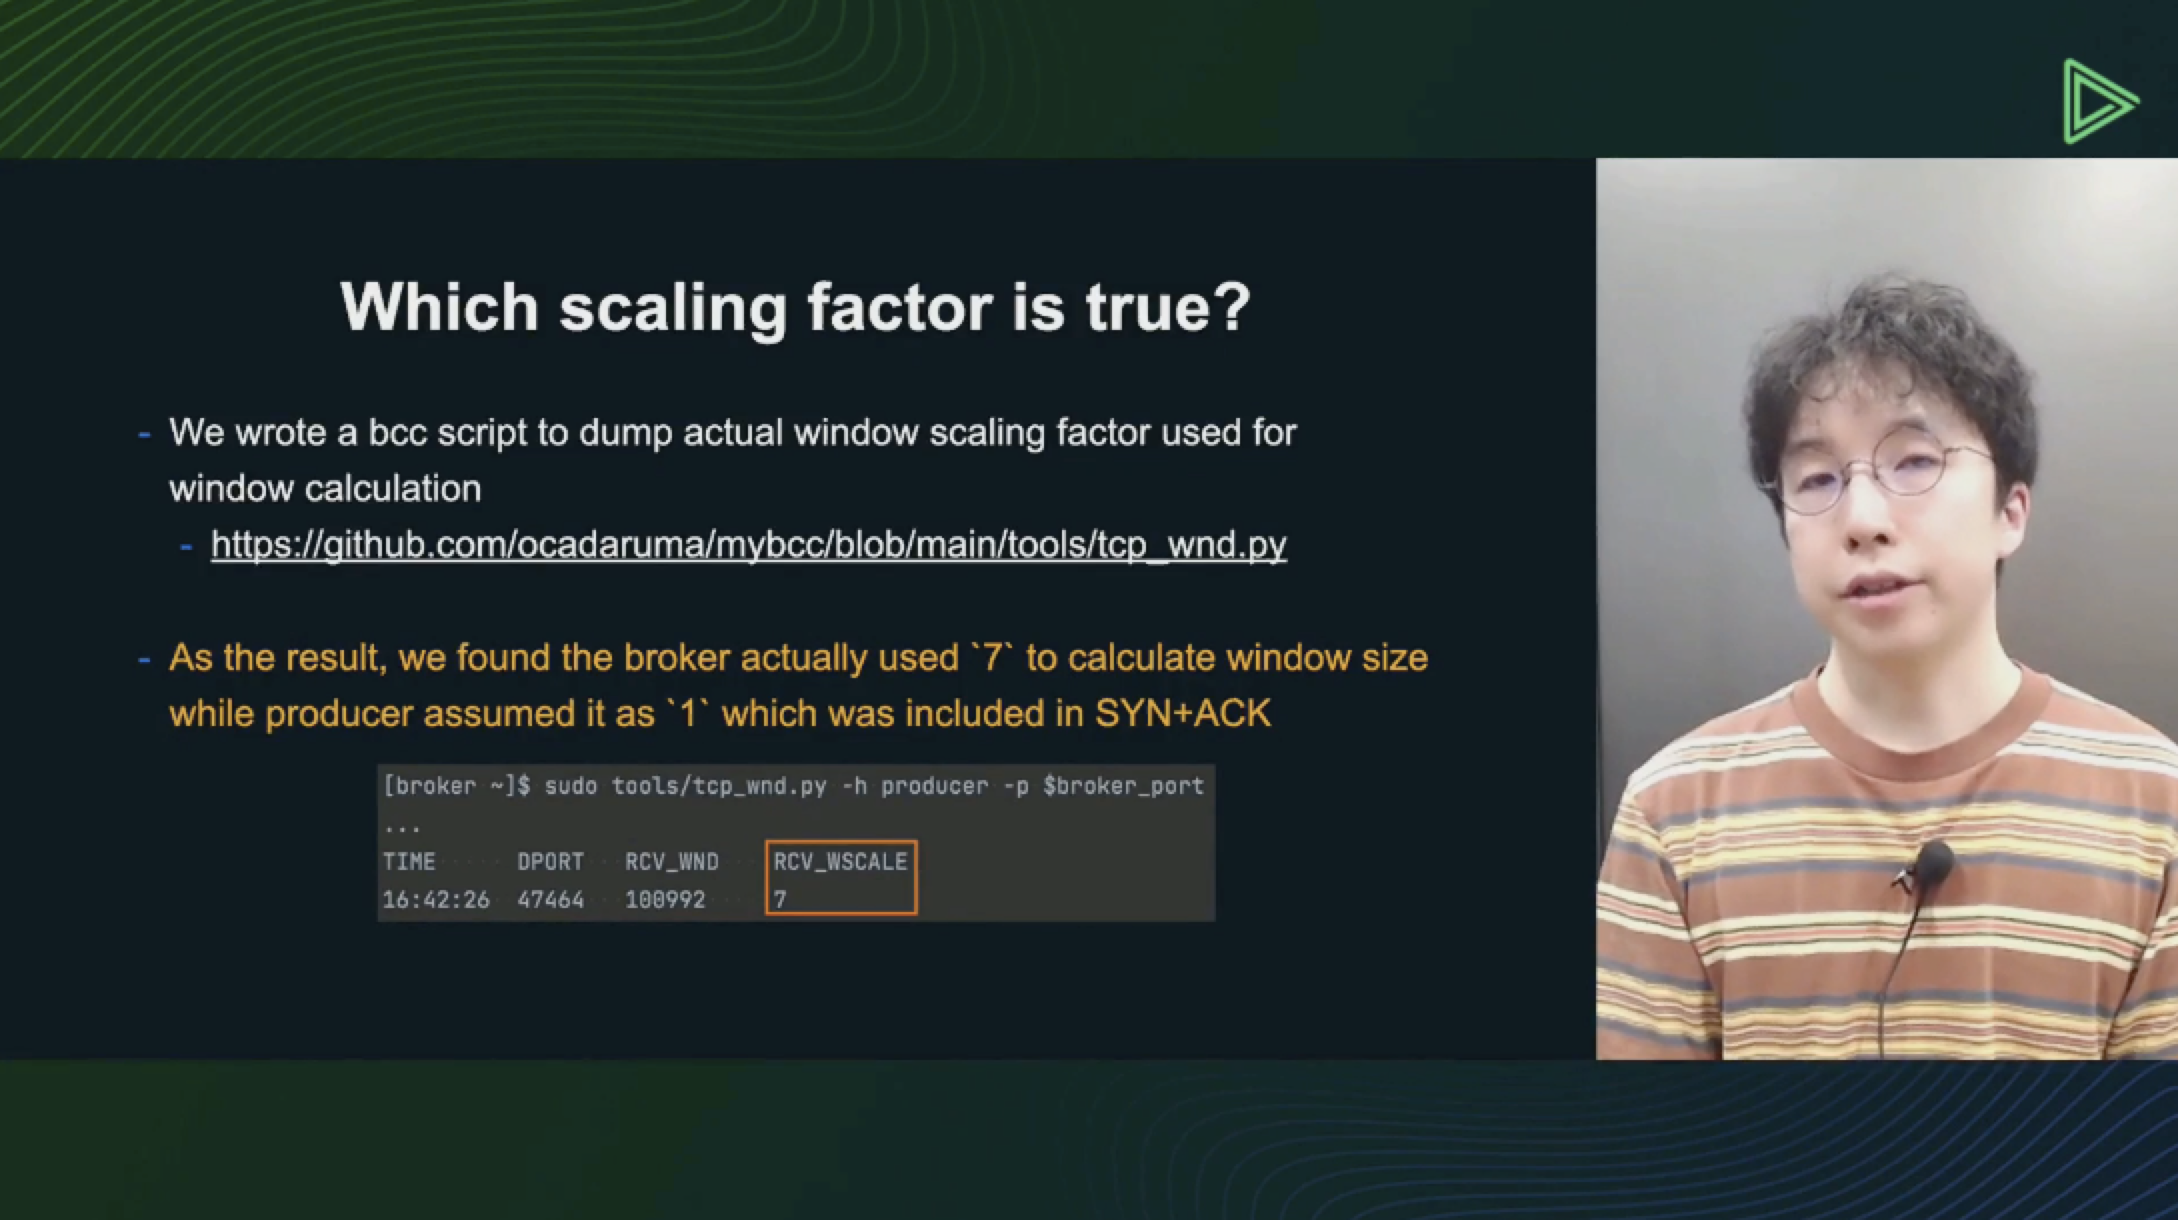 Which scaling factor is true?
- We wrote a bcc script to dump actual window scaling factor used for
window calculation
- https://github.com/ocadaruma/mybcc/blob/main/tools/tcp_wnd.py
- As the result, we found the broker actually used `7` to calculate window size
while producer assumed it as `1` which was included in SYN+ACK
[broker ~]$ sudo tools/tcp_wnd.py -h producer -p $broker_port
...
TIME DPORT RCV_WND RCV_WSCALE
16:42:26 47464 100992 7